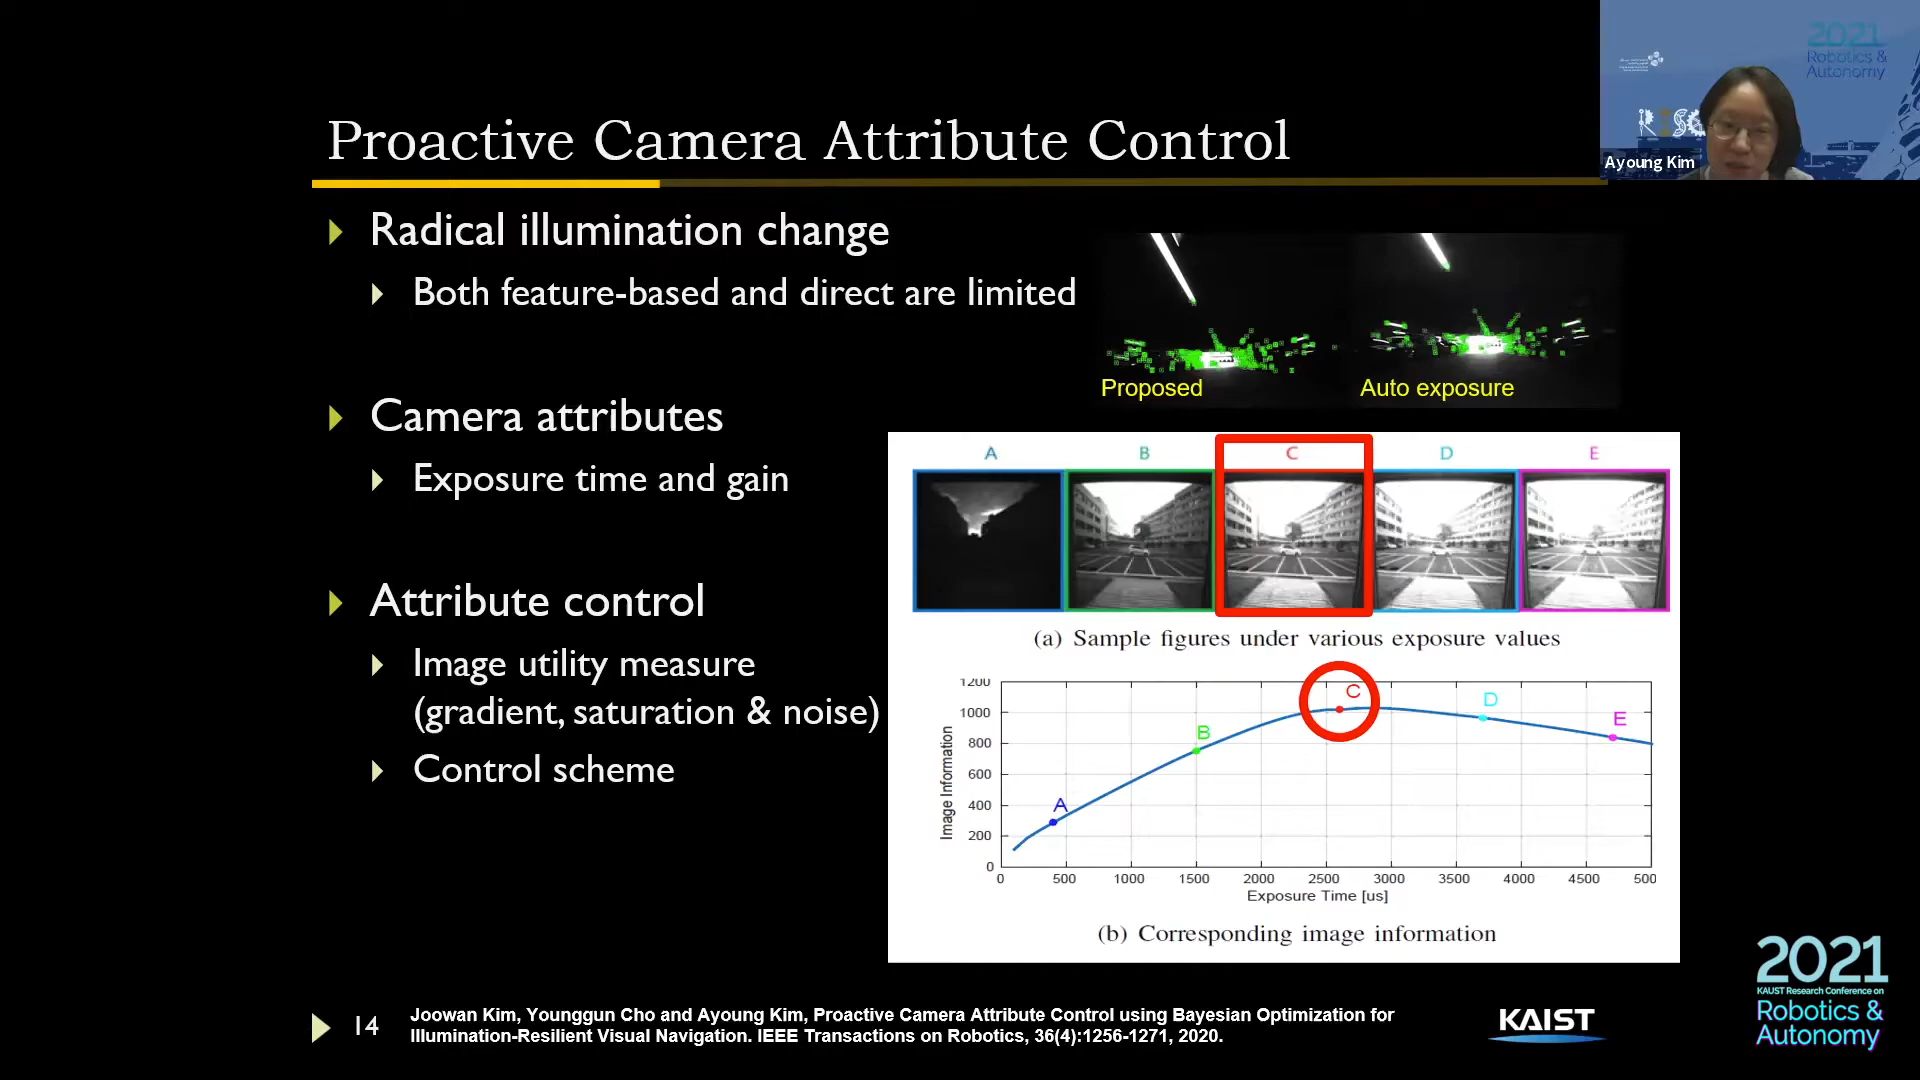 Proactive Camera Attribute Control
2021
Robotics &
Autonomy
Ayoung Kim
Radical illumination change
Both feature-based and direct are limited
Camera attributes
Exposure time and gain
Attribute control
Image utility measure
(gradient, saturation & noise)
Control scheme
Proposed
Auto exposure
A B C D E
(a) Sample figures under various exposure values
1200
1000
800
600
400
200
0
Image Information
A
B
C
D
E
0 500 1000 1500 2000 2500 3000 3500 4000 4500 500
Exposure Time [us]
(b) Corresponding image information
14
Joowan Kim, Younggun Cho and Ayoung Kim, Proactive Camera Attribute Control using Bayesian Optimization for
Illumination-Resilient Visual Navigation. IEEE Transactions on Robotics, 36(4):1256-1271, 2020.
KAIST
2021
KAUST Research Conference on
Robotics &
Autonomy